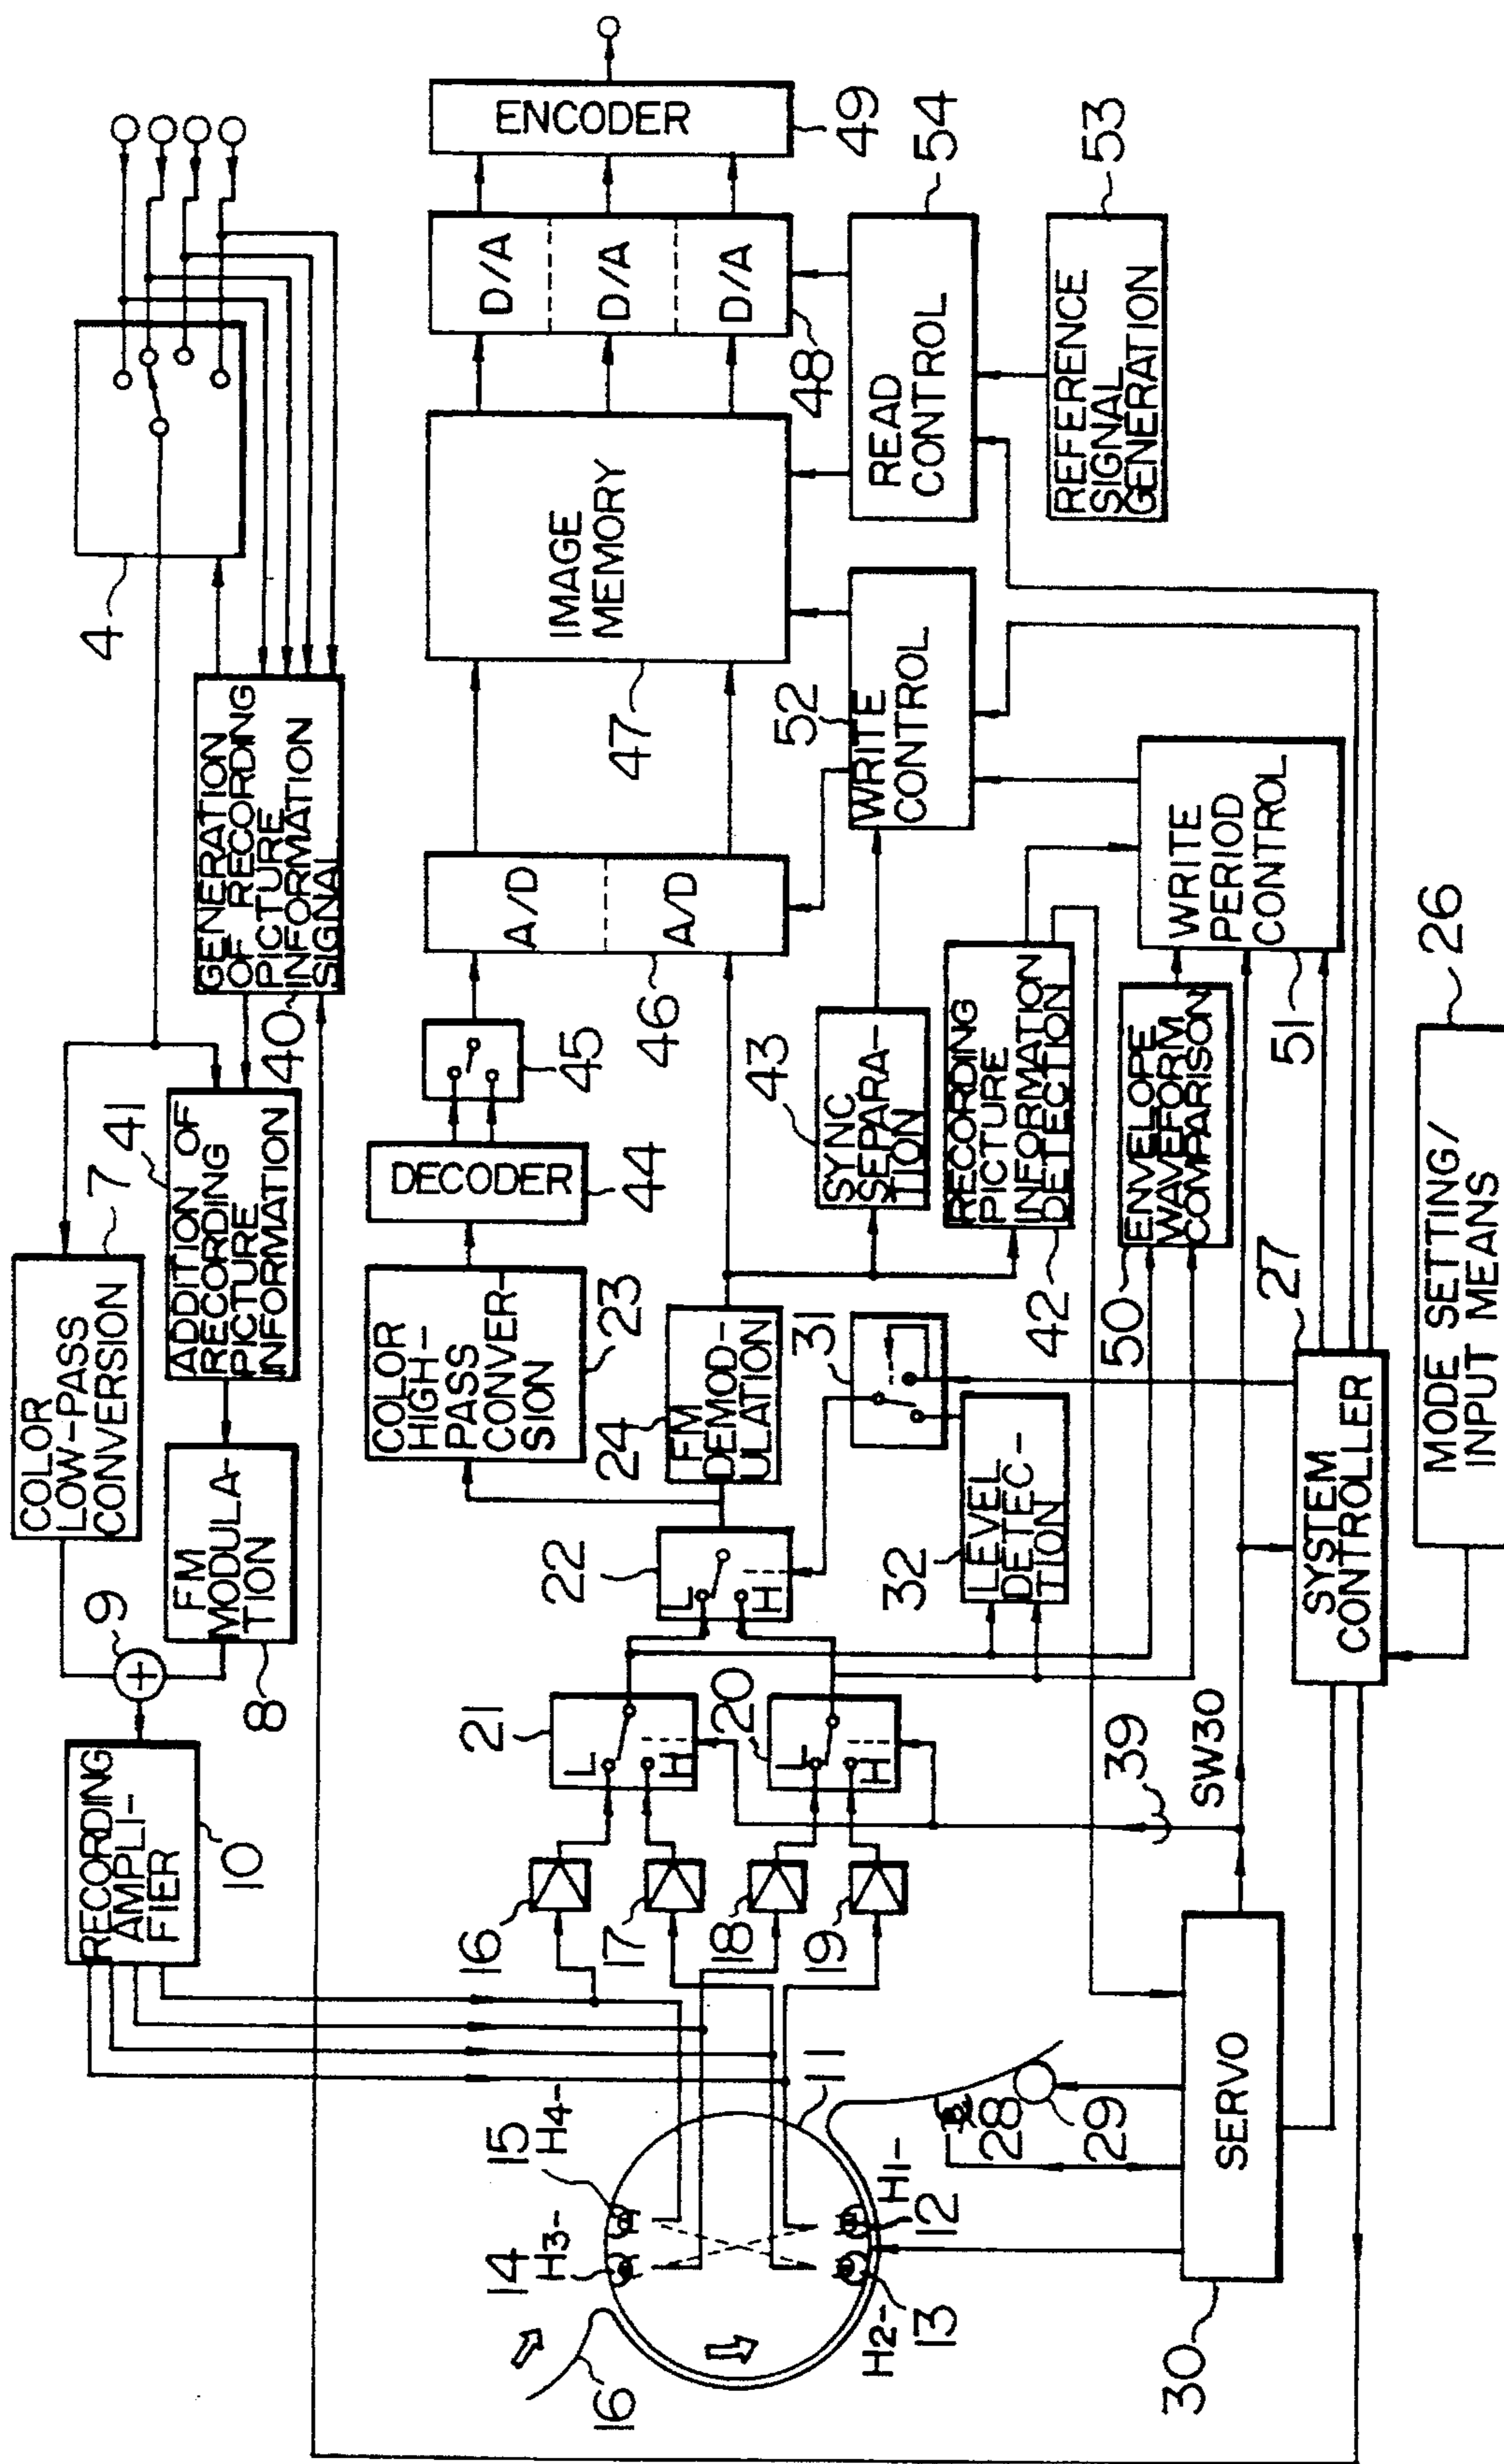 4
GENERATION
OF RECORDING
PICTURE
INFORMATION
SIGNAL
40
COLOR
LOW-PASS
CONVERSION
7
41
ADDITION OF
RECORDING
PICTURE
INFORMATION
FM
MODULA-
TION
8
9
RECORDING
AMPLI-
FIER
10
ENCODER
49
D/A
D/A
D/A
48
IMAGE
MEMORY
47
A/D
A/D
46
45
DECODER
44
COLOR
HIGH-
PASS
CONVER-
SION
23
24
FM
DEMOD-
ULATION
22
L
H
21
L
H
20
L
H
16
17
18
19
READ
CONTROL
54
REFERENCE
SIGNAL
GENERATION
53
52
WRITE
CONTROL
WRITE
PERIOD
CONTROL
51
43
SYNC
SEPARA-
TION
RECORDING
PICTURE
INFORMATION
DETECTION
42
50
ENVELOPE
WAVEFORM
COMPARISON
31
32
LEVEL
DETEC-
TION
27
SYSTEM
CONTROLLER
26
MODE SETTING/
INPUT MEANS
39
SW30
SERVO
30
15
H4-
14
H3-
11
H1-
12
H2-
13
16
28
29